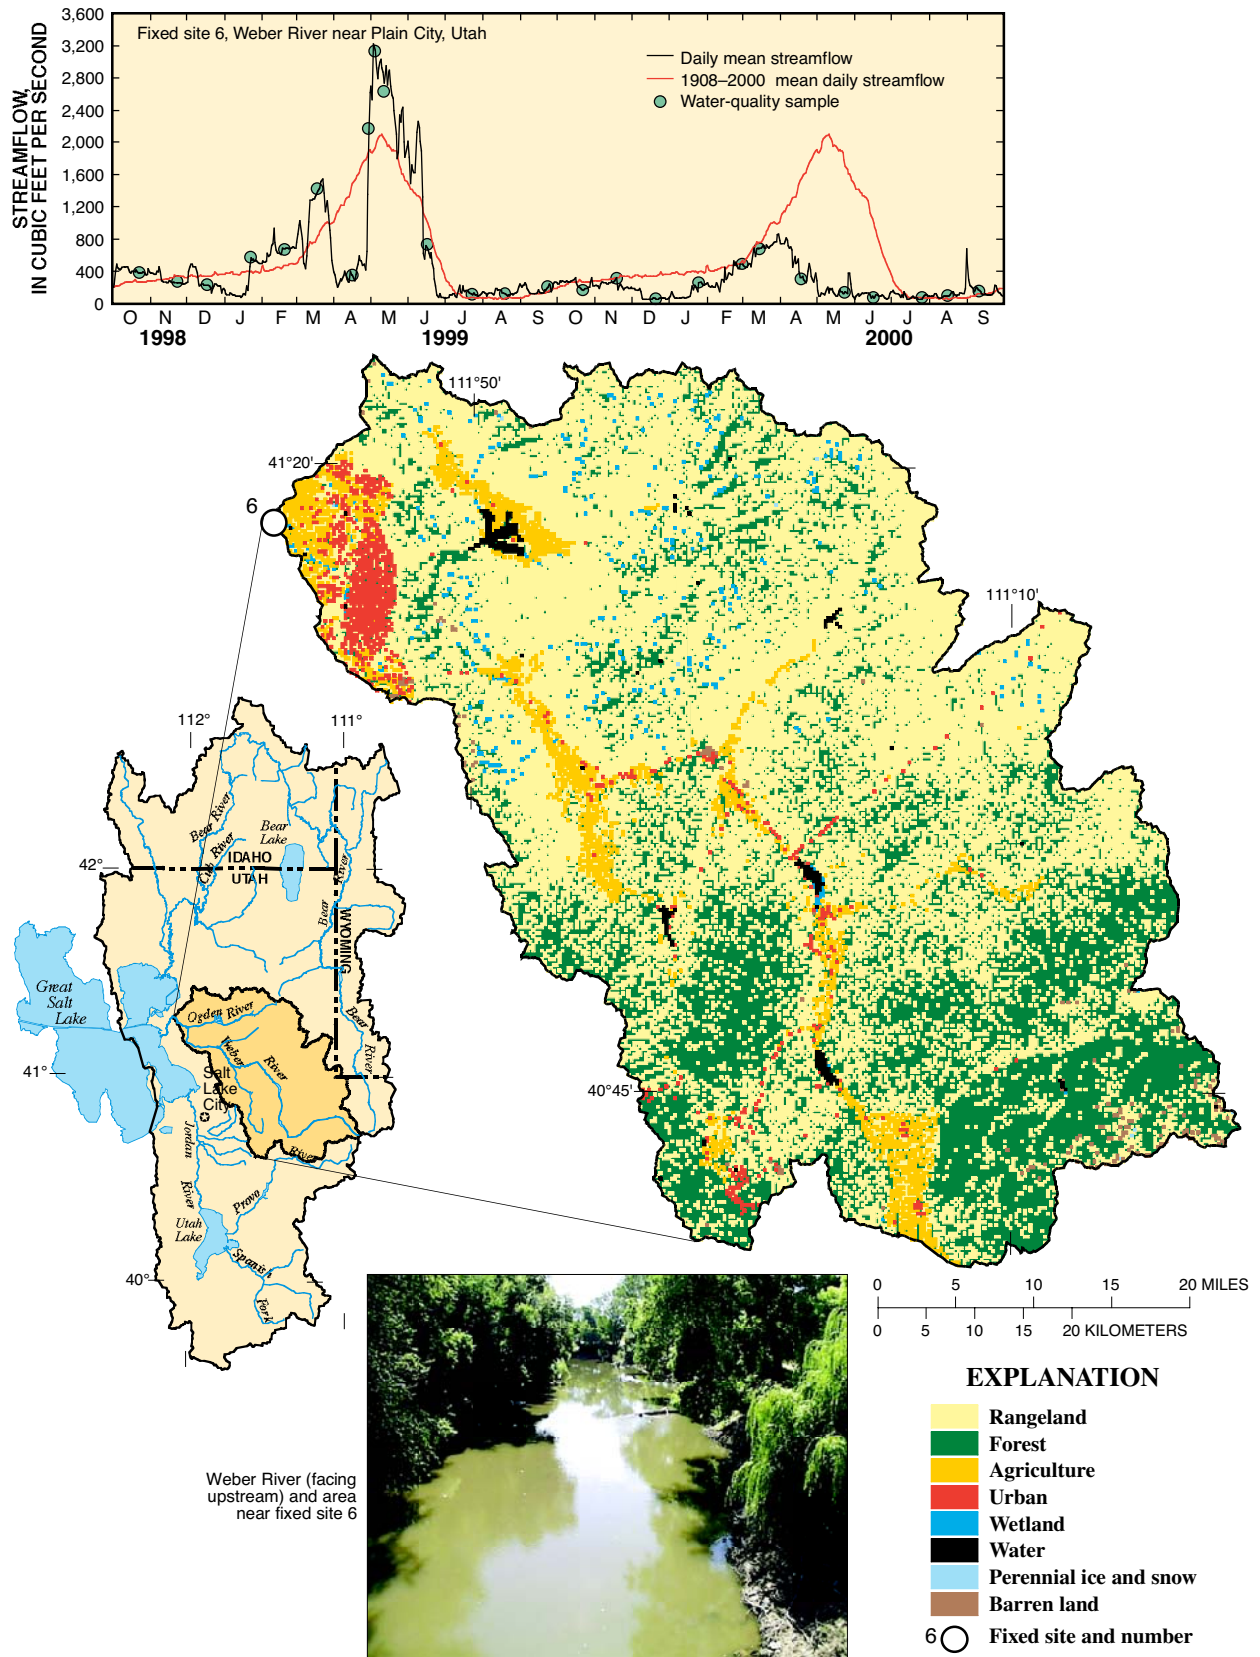 3,600
3,200
2,800
2,400
2,000
1,600
1,200
800
400
0
STREAMFLOW,
IN CUBIC FEET PER SECOND
Fixed site 6, Weber River near Plain City, Utah
Daily mean streamflow
1908–2000 mean daily streamflow
Water-quality sample
O N D J F M A M J J A S O N D J F M A M J J A S
1998 1999 2000
111°50'
41°20'
6
111°10'
40°45'
112° 111°
42°
41°
40°
Bear River
Cub River
Bear
Lake
IDAHO
UTAH
WYOMING
Bear
River
Great
Salt
Lake
Ogden River
Weber
River
Bear
River
Salt
Lake
City
Jordan
River
Provo
River
Utah
Lake
Spanish
Fork
0 5 10 15 20 MILES
0 5 10 15 20 KILOMETERS
EXPLANATION
Rangeland
Forest
Agriculture
Urban
Wetland
Water
Perennial ice and snow
Barren land
6 Fixed site and number
Weber River (facing
upstream) and area
near fixed site 6